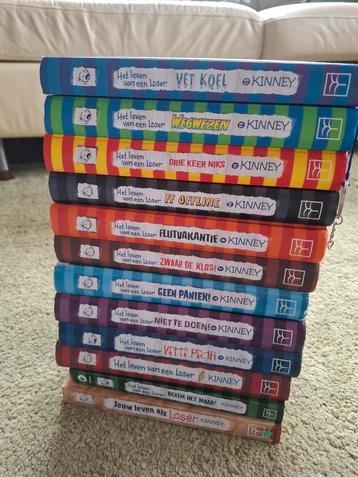 Het leven van een Loser VET KOEL KINNEY
Het leven van een Loser WEGWEZEN KINNEY
Het leven van een Loser DRIE KEER NIKS KINNEY
Het leven van een Loser FF OFFLINE KINNEY
Het leven van een Loser FLUTVAKANTIE KINNEY
Het leven van een Loser ZWAAR DE KLOS! KINNEY
Het leven van een Loser GEEN PANIEK! KINNEY
Het leven van een Loser NIET TE DOEN! KINNEY
Het leven van een Loser VETTE PECH KINNEY
Het leven van een Loser KINNEY
Het leven van een Loser BEKIJK HET MAAR! KINNEY
Jouw leven als Loser KINNEY